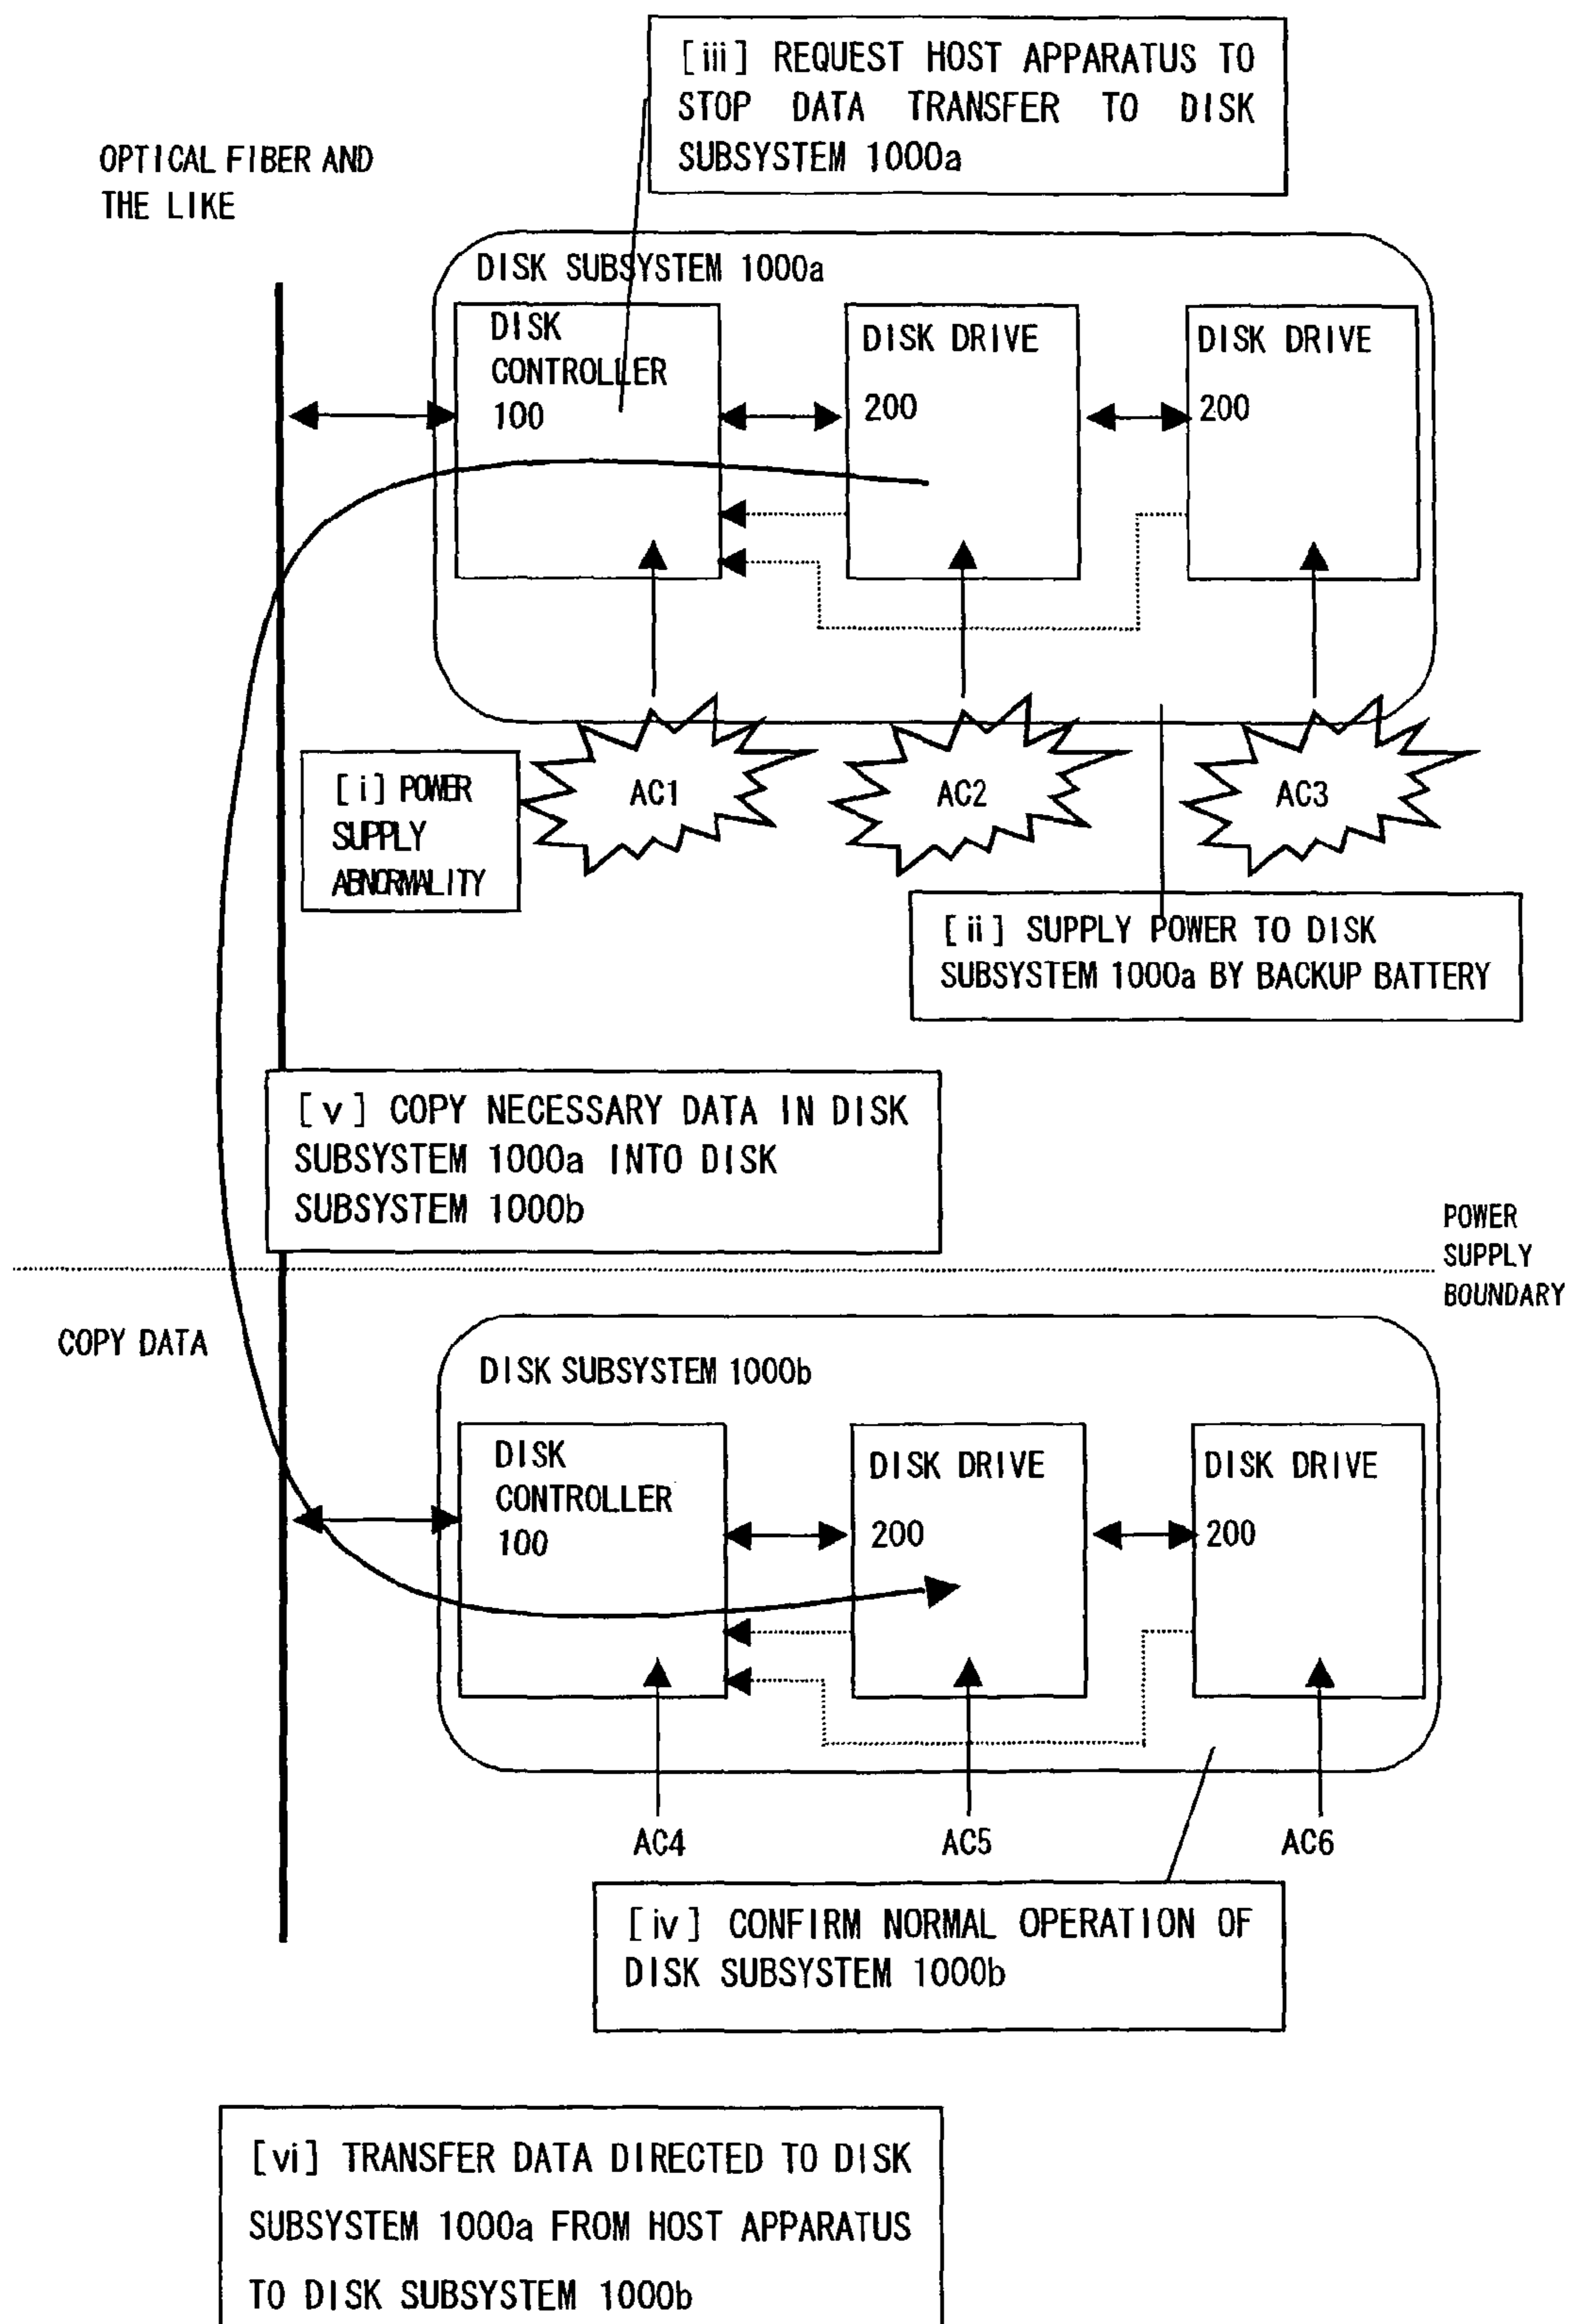 [iii] REQUEST HOST APPARATUS TO
STOP DATA TRANSFER TO DISK
SUBSYSTEM 1000a
OPTICAL FIBER AND
THE LIKE
DISK SUBSYSTEM 1000a
DISK
CONTROLLER
100
DISK DRIVE
200
DISK DRIVE
200
[i] POWER
SUPPLY
ABNORMALITY
AC1
AC2
AC3
[ii] SUPPLY POWER TO DISK
SUBSYSTEM 1000a BY BACKUP BATTERY
[v] COPY NECESSARY DATA IN DISK
SUBSYSTEM 1000a INTO DISK
SUBSYSTEM 1000b
POWER
SUPPLY
BOUNDARY
COPY DATA
DISK SUBSYSTEM 1000b
DISK
CONTROLLER
100
DISK DRIVE
200
DISK DRIVE
200
AC4
AC5
AC6
[iv] CONFIRM NORMAL OPERATION OF
DISK SUBSYSTEM 1000b
[vi] TRANSFER DATA DIRECTED TO DISK
SUBSYSTEM 1000a FROM HOST APPARATUS
TO DISK SUBSYSTEM 1000b